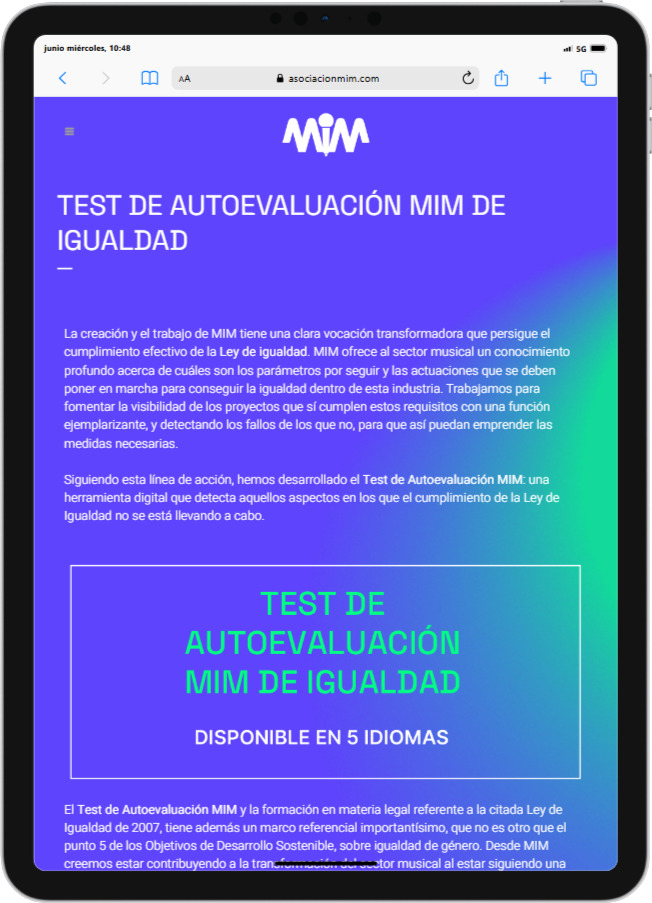 junio miércoles, 10:48
5G
AA
asociacionmim.com
MiM
TEST DE AUTOEVALUACIÓN MIM DE
IGUALDAD
La creación y el trabajo de MIM tiene una clara vocación transformadora que persigue el
cumplimiento efectivo de la Ley de igualdad. MIM ofrece al sector musical un conocimiento
profundo acerca de cuáles son los parámetros por seguir y las actuaciones que se deben
poner en marcha para conseguir la igualdad dentro de esta industria. Trabajamos para
fomentar la visibilidad de los proyectos que sí cumplen estos requisitos con una función
ejemplarizante, y detectando los fallos de los que no, para que así puedan emprender las
medidas necesarias.
Siguiendo esta línea de acción, hemos desarrollado el Test de Autoevaluación MIM: una
herramienta digital que detecta aquellos aspectos en los que el cumplimiento de la Ley de
Igualdad no se está llevando a cabo.
TEST DE
AUTOEVALUACIÓN
MIM DE IGUALDAD
DISPONIBLE EN 5 IDIOMAS
El Test de Autoevaluación MIM y la formación en materia legal referente a la citada Ley de
Igualdad de 2007, tiene además un marco referencial importantísimo, que no es otro que el
punto 5 de los Objetivos de Desarrollo Sostenible, sobre igualdad de género. Desde MIM
creemos estar contribuyendo a la transformación del sector musical al estar siguiendo una